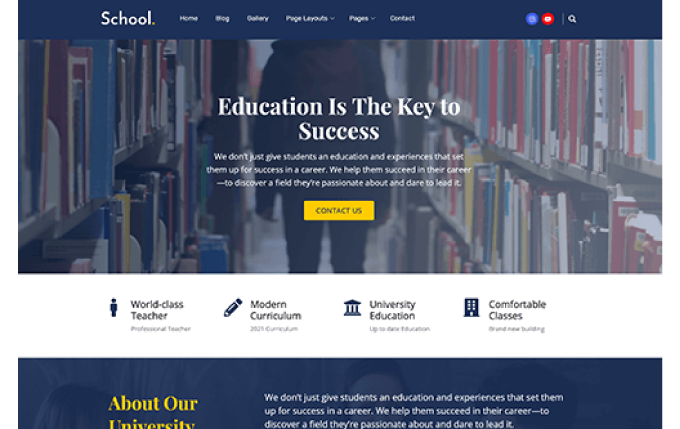 School.
Home Blog Gallery Page Layouts Pages Contact
Education Is The Key to
Success
We don't just give students an education and experiences that set
them up for success in a career. We help them succeed in their career
—to discover a field they're passionate about and dare to lead it.
CONTACT US
World-class
Teacher
Professional Teacher
Modern
Curriculum
2021 Curriculum
University
Education
Up to date Education
Comfortable
Classes
Brand new building
About Our
University
We don't just give students an education and experiences that set them
up for success in a career. We help them succeed in their career—to
discover a field they're passionate about and dare to lead it.